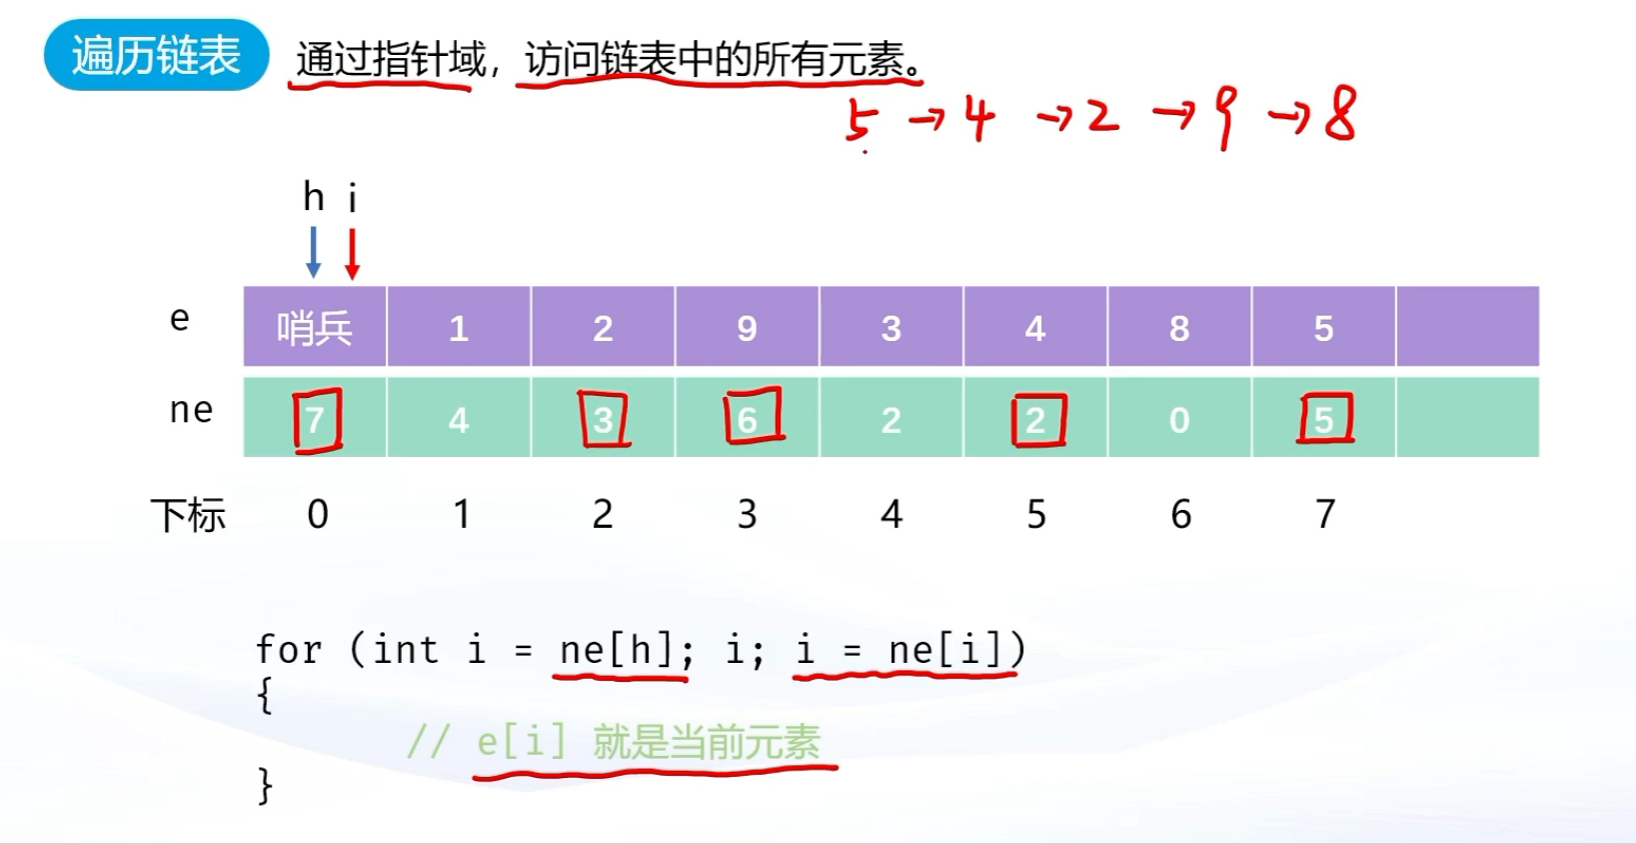 遍历链表 通过指针域，访问链表中的所有元素。
5 → 4 → 2 → 9 → 8
h i
e 哨兵 1 2 9 3 4 8 5
ne 7 4 3 6 2 2 0 5
下标 0 1 2 3 4 5 6 7
for (int i = ne[h]; i; i = ne[i])
{
// e[i] 就是当前元素
}